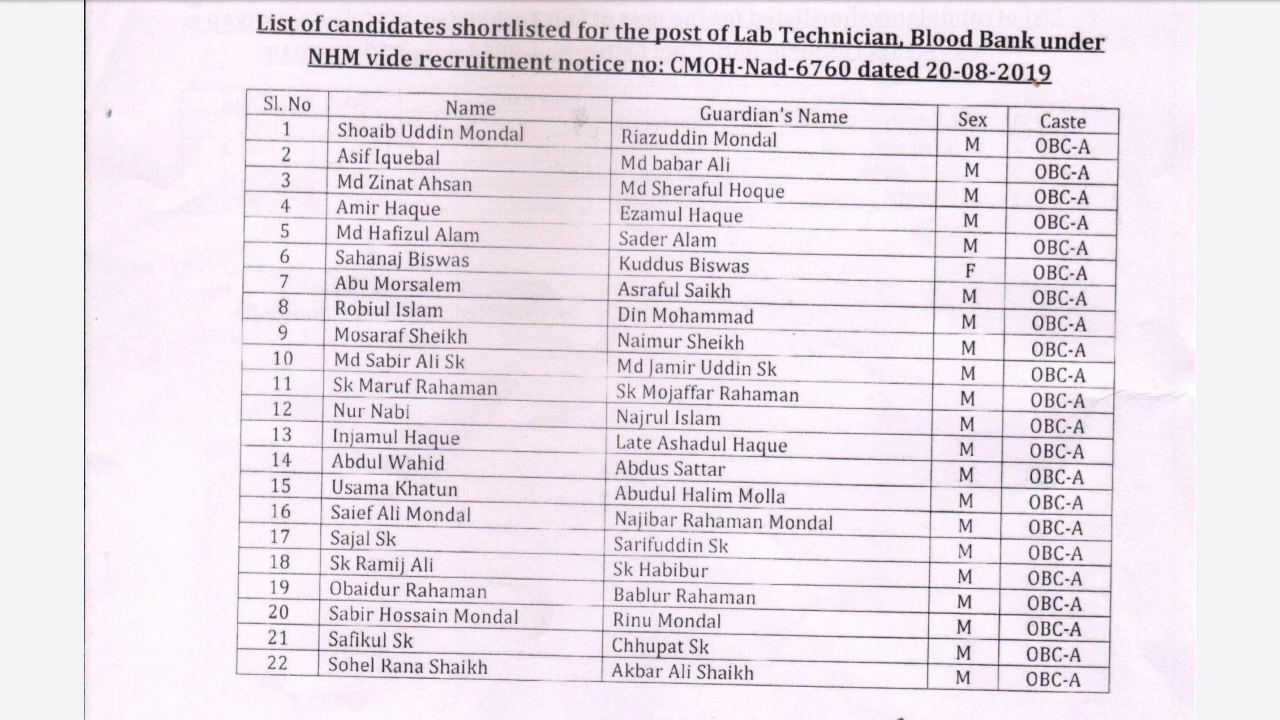 List of candidates shortlisted for the post of Lab Technician, Blood Bank under
NHM vide recruitment notice no: CMOH-Nad-6760 dated 20-08-2019
Sl. No Name Guardian's Name Sex Caste
1 Shoaib Uddin Mondal Riazuddin Mondal M OBC-A
2 Asif Iquebal Md babar Ali M OBC-A
3 Md Zinat Ahsan Md Sheraful Hoque M OBC-A
4 Amir Haque Ezamul Haque M OBC-A
5 Md Hafizul Alam Sader Alam M OBC-A
6 Sahanaj Biswas Kuddus Biswas F OBC-A
7 Abu Morsalem Asraful Saikh M OBC-A
8 Robiul Islam Din Mohammad M OBC-A
9 Mosaraf Sheikh Naimur Sheikh M OBC-A
10 Md Sabir Ali Sk Md Jamir Uddin Sk M OBC-A
11 Sk Maruf Rahaman Sk Mojaffar Rahaman M OBC-A
12 Nur Nabi Najrul Islam M OBC-A
13 Injamul Haque Late Ashadul Haque M OBC-A
14 Abdul Wahid Abdus Sattar M OBC-A
15 Usama Khatun Abudul Halim Molla M OBC-A
16 Saief Ali Mondal Najibar Rahaman Mondal M OBC-A
17 Sajal Sk Sarifuddin Sk M OBC-A
18 Sk Ramij Ali Sk Habibur M OBC-A
19 Obaidur Rahaman Bablur Rahaman M OBC-A
20 Sabir Hossain Mondal Rinu Mondal M OBC-A
21 Safikul Sk Chhupat Sk M OBC-A
22 Sohel Rana Shaikh Akbar Ali Shaikh M OBC-A